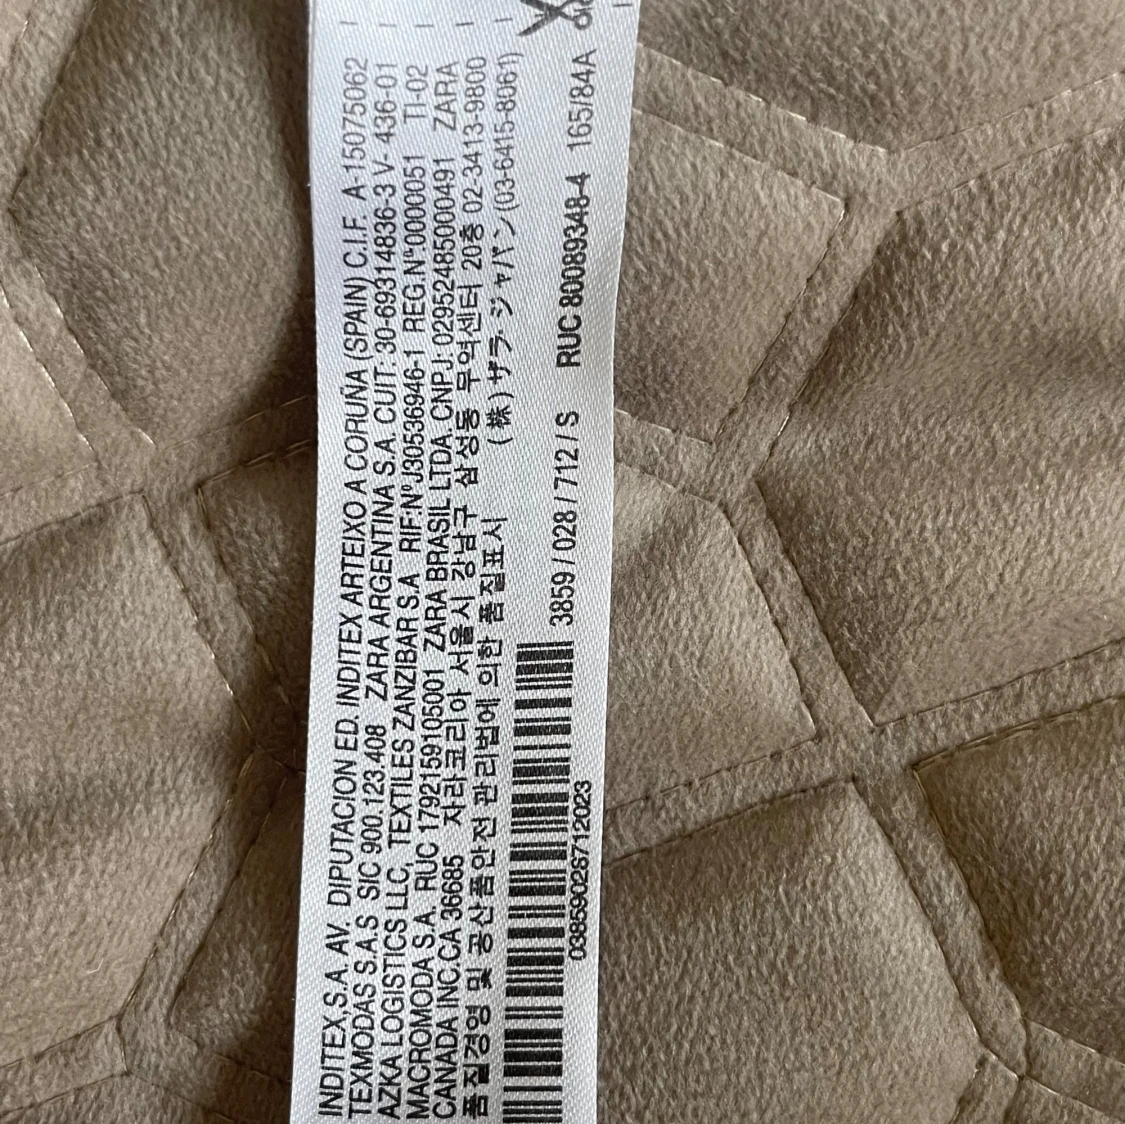 INDITEX,S.A. AV. DIPUTACION ED. INDITEX ARTEIXO A CORUÑA (SPAIN) C.I.F. A-15075062
TEXMODAS S.A.S SIC 900.123.408 ZARA ARGENTINA S.A. CUIT: 30-69314836-3 V- 436-01
AZKA LOGISTICS LLC, TEXTILES ZANZIBAR S.A RIF:Nº J30536946-1 REG.Nº0000051 TI-02
MACROMODA S.A. RUC 1792159105001 ZARA BRASIL LTDA. CNPJ: 02952485000491 ZARA
CANADA INC.CA 36685 자라코리아 서울시 강남구 삼성동 무역센터 20층 02-3413-9800
품질경영 및 공산품안전 관리법에 의한 품질표시 (株)ザラ·ジャパン(03-6415-8061)
3859 / 028 / 712 / S RUC 80089348-4 165/84A
03859028712023